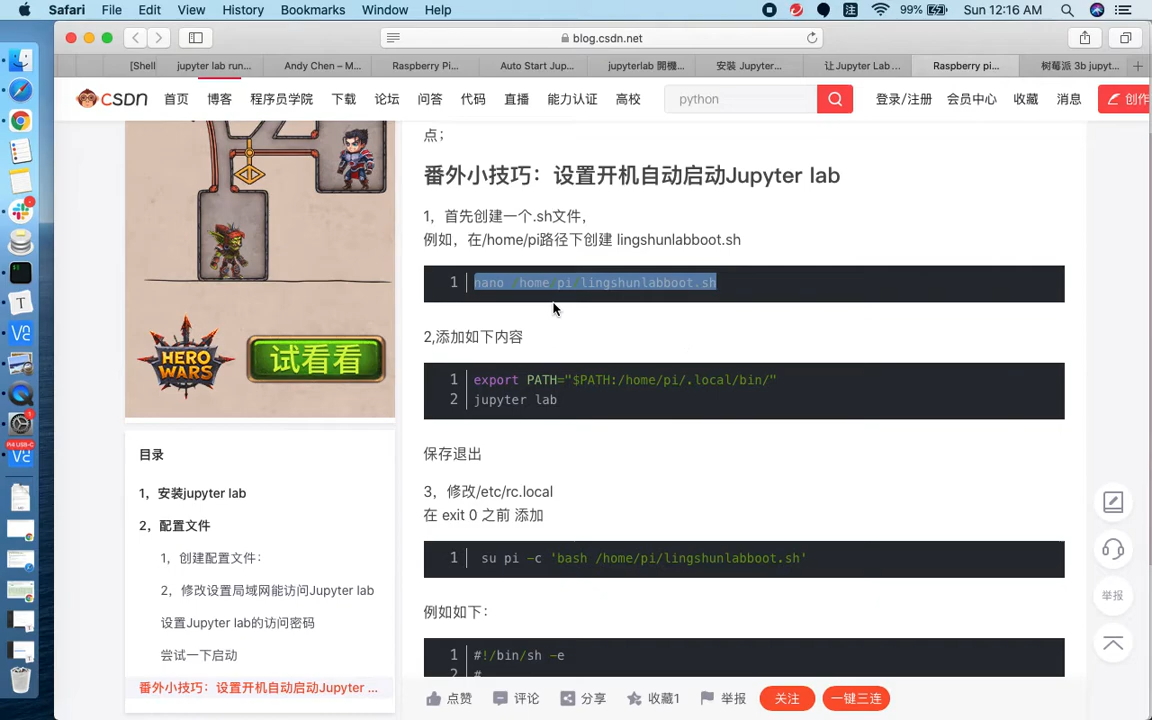 Safari File Edit View History Bookmarks Window Help 注 99% Sun 12:16 AM
blog.csdn.net
[Shell jupyter lab run... Andy Chen – M... Raspberry Pi... Auto Start Jup... jupyterlab 開機... 安裝 Jupyter... 让Jupyter Lab... Raspberry pi... 树莓派 3b jupyt...
CSDN 首页 博客 程序员学院 下载 论坛 问答 代码 直播 能力认证 高校 python 登录/注册 会员中心 收藏 消息 创作
点；
番外小技巧：设置开机自动启动Jupyter lab
1，首先创建一个.sh文件，
例如，在/home/pi路径下创建 lingshunlabboot.sh
1 nano /home/pi/lingshunlabboot.sh
2,添加如下内容
1 export PATH="$PATH:/home/pi/.local/bin/"
2 jupyter lab
保存退出
3，修改/etc/rc.local
在 exit 0 之前 添加
1 su pi -c 'bash /home/pi/lingshunlabboot.sh'
例如如下：
1 #!/bin/sh -e
2 #
HERO WARS
试看看
目录
1，安装jupyter lab
2，配置文件
1，创建配置文件：
2，修改设置局域网能访问Jupyter lab
设置Jupyter lab的访问密码
尝试一下启动
番外小技巧：设置开机自动启动Jupyter ...
举报
点赞 评论 分享 收藏1 举报 关注 一键三连